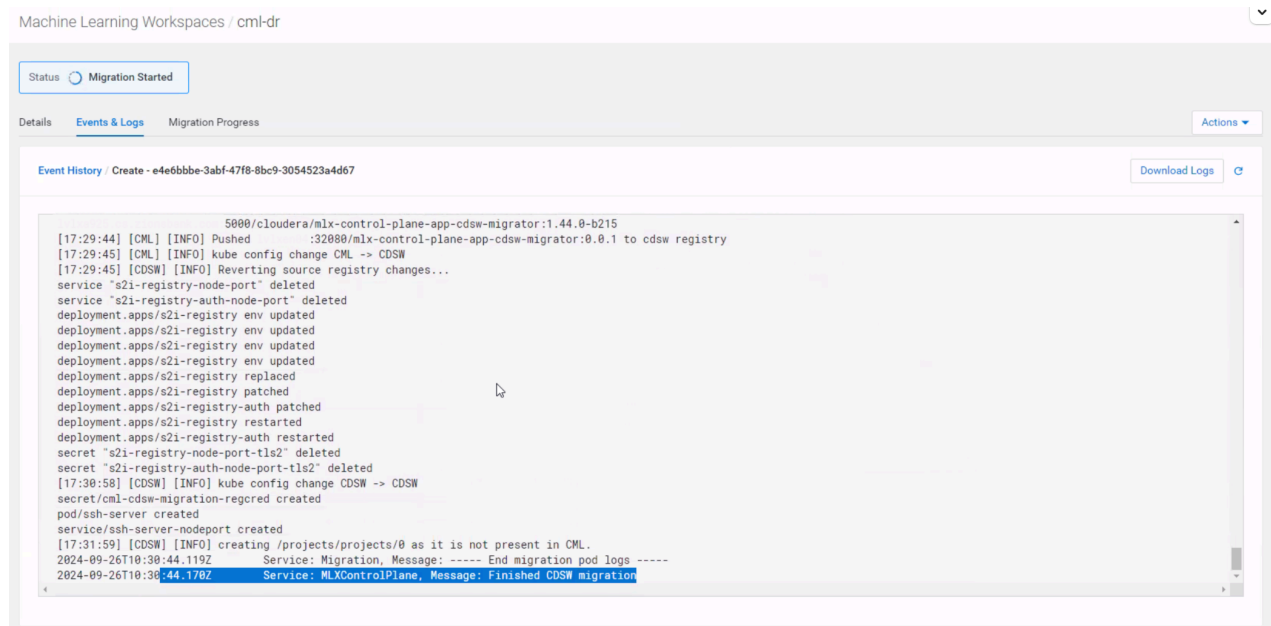 Machine Learning Workspaces / cml-dr
Status Migration Started
Details Events & Logs Migration Progress Actions
Event History / Create - e4e6bbbe-3abf-47f8-8bc9-3054523a4d67 Download Logs
5000/cloudera/mlx-control-plane-app-cdsw-migrator:1.44.0-b215
[17:29:44] [CML] [INFO] Pushed :32080/mlx-control-plane-app-cdsw-migrator:0.0.1 to cdsw registry
[17:29:45] [CML] [INFO] kube config change CML -> CDSW
[17:29:45] [CDSW] [INFO] Reverting source registry changes...
service "s2i-registry-node-port" deleted
service "s2i-registry-auth-node-port" deleted
deployment.apps/s2i-registry env updated
deployment.apps/s2i-registry env updated
deployment.apps/s2i-registry env updated
deployment.apps/s2i-registry env updated
deployment.apps/s2i-registry replaced
deployment.apps/s2i-registry patched
deployment.apps/s2i-registry-auth patched
deployment.apps/s2i-registry restarted
deployment.apps/s2i-registry-auth restarted
secret "s2i-registry-node-port-tls2" deleted
secret "s2i-registry-auth-node-port-tls2" deleted
[17:30:58] [CDSW] [INFO] kube config change CDSW -> CDSW
secret/cml-cdsw-migration-regcred created
pod/ssh-server created
service/ssh-server-nodeport created
[17:31:59] [CDSW] [INFO] creating /projects/projects/0 as it is not present in CML.
2024-09-26T10:30:44.119Z Service: Migration, Message: ----- End migration pod logs -----
2024-09-26T10:30:44.170Z Service: MLXControlPlane, Message: Finished CDSW migration